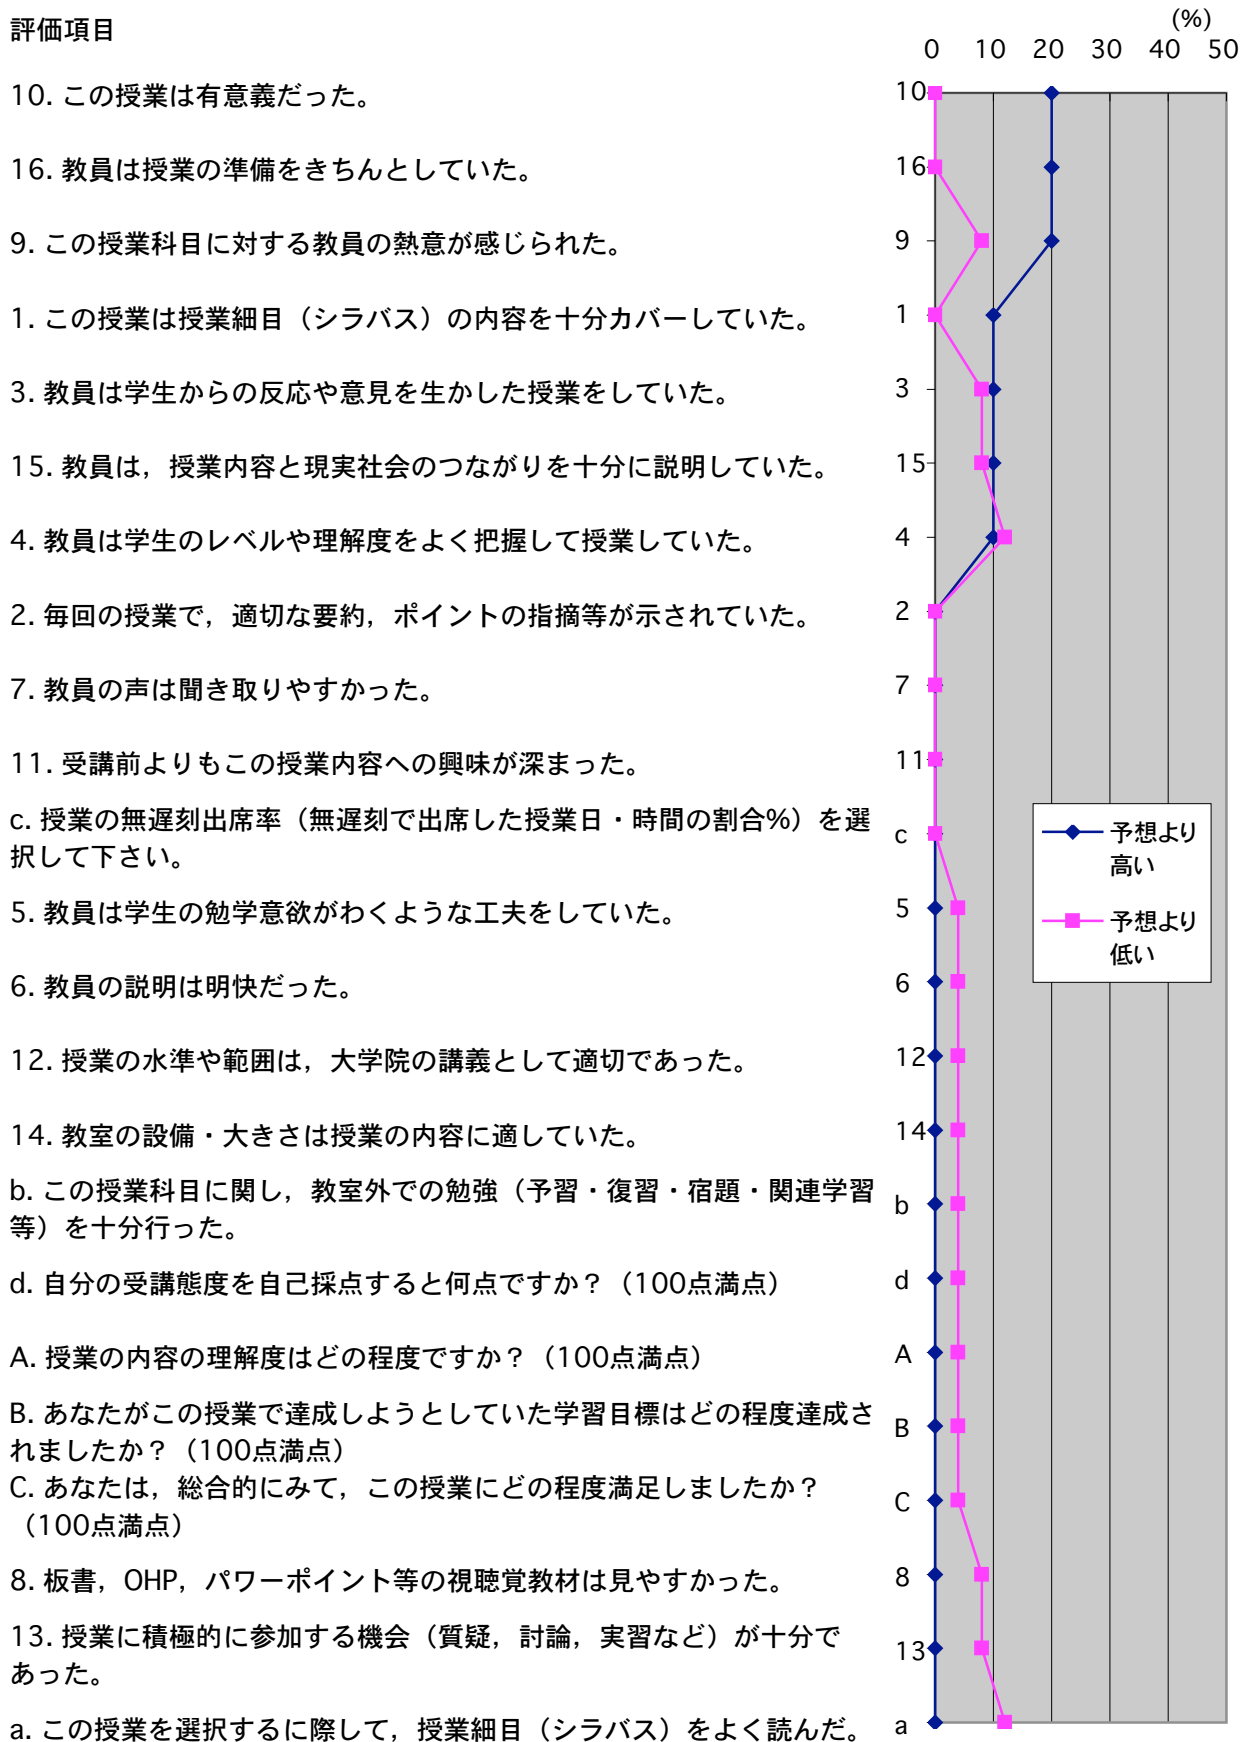 評価項目
(%)
0 10 20 30 40 50
10. この授業は有意義だった。
10
16. 教員は授業の準備をきちんとしていた。
16
9. この授業科目に対する教員の熱意が感じられた。
9
1. この授業は授業細目（シラバス）の内容を十分カバーしていた。
1
3. 教員は学生からの反応や意見を生かした授業をしていた。
3
15. 教員は，授業内容と現実社会のつながりを十分に説明していた。
15
4. 教員は学生のレベルや理解度をよく把握して授業していた。
4
2. 毎回の授業で，適切な要約，ポイントの指摘等が示されていた。
2
7. 教員の声は聞き取りやすかった。
7
11. 受講前よりもこの授業内容への興味が深まった。
11
c. 授業の無遅刻出席率（無遅刻で出席した授業日・時間の割合%）を選
択して下さい。
c
予想より
高い
5. 教員は学生の勉学意欲がわくような工夫をしていた。
5
予想より
低い
6. 教員の説明は明快だった。
6
12. 授業の水準や範囲は，大学院の講義として適切であった。
12
14. 教室の設備・大きさは授業の内容に適していた。
14
b. この授業科目に関し，教室外での勉強（予習・復習・宿題・関連学習
等）を十分行った。
b
d. 自分の受講態度を自己採点すると何点ですか？（100点満点）
d
A. 授業の内容の理解度はどの程度ですか？（100点満点）
A
B. あなたがこの授業で達成しようとしていた学習目標はどの程度達成さ
れましたか？（100点満点）
B
C. あなたは，総合的にみて，この授業にどの程度満足しましたか？
（100点満点）
C
8. 板書，OHP，パワーポイント等の視聴覚教材は見やすかった。
8
13. 授業に積極的に参加する機会（質疑，討論，実習など）が十分で
あった。
13
a. この授業を選択するに際して，授業細目（シラバス）をよく読んだ。
a